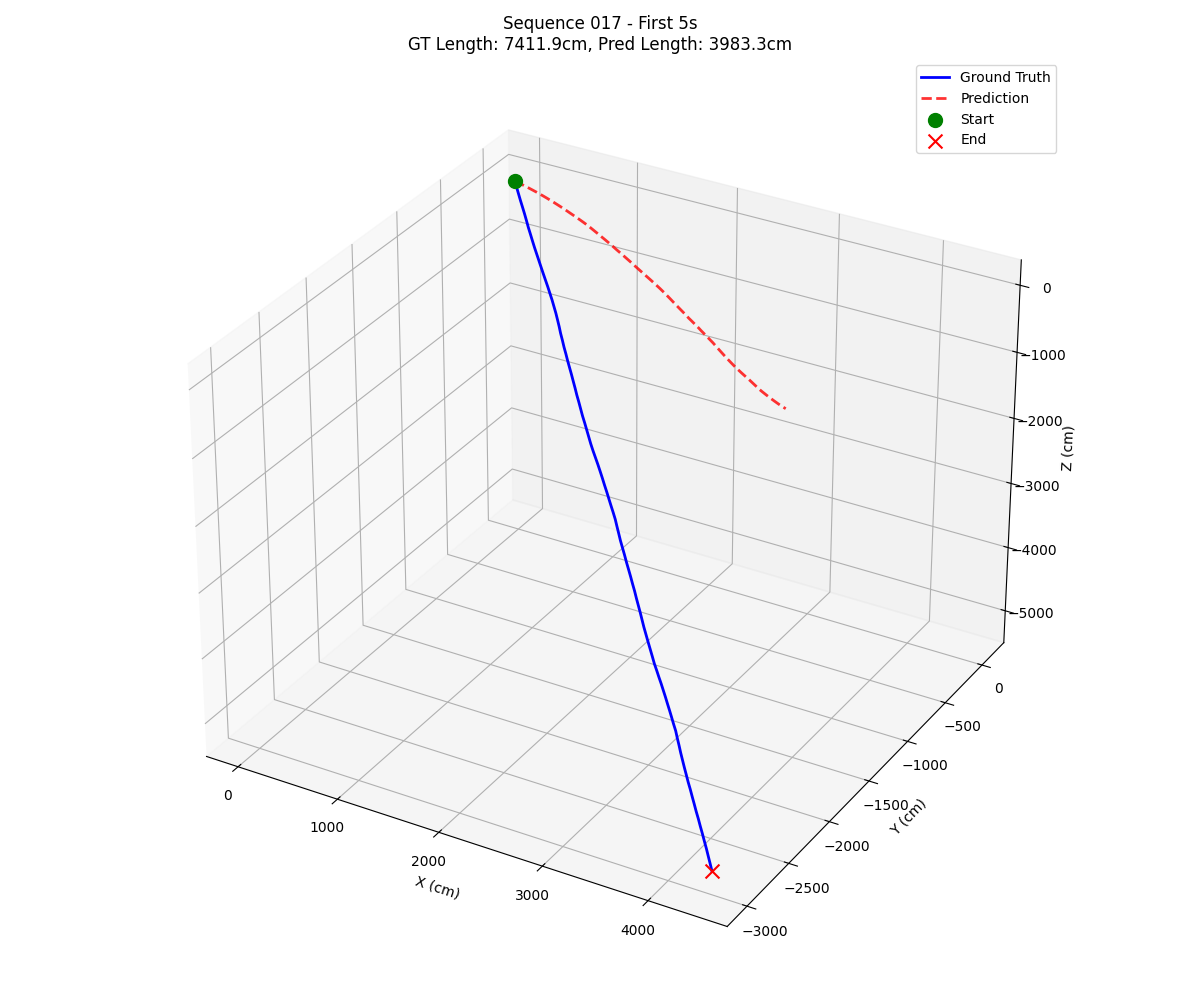 Sequence 017 - First 5s
GT Length: 7411.9cm, Pred Length: 3983.3cm
Ground Truth
Prediction
Start
End
0
−1000
−2000
−3000
−4000
−5000
Z (cm)
0
−500
−1000
−1500
−2000
−2500
−3000
Y (cm)
0
1000
2000
3000
4000
X (cm)